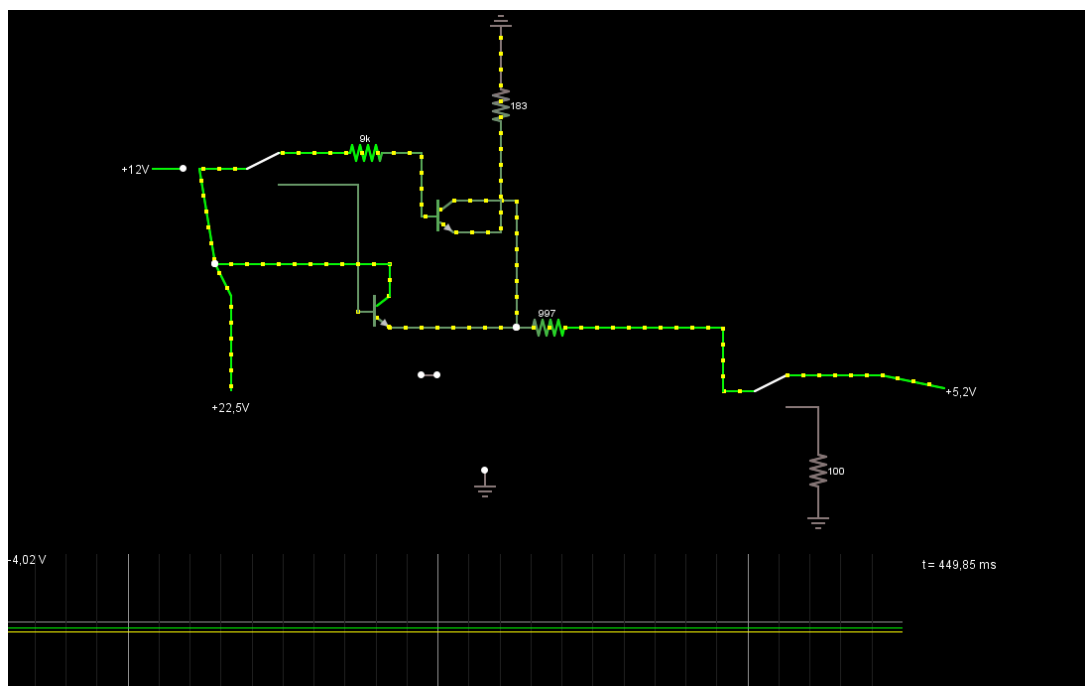 183
9k
+12V
997
+5,2V
+22,5V
100
-4,02 V
t = 449,85 ms